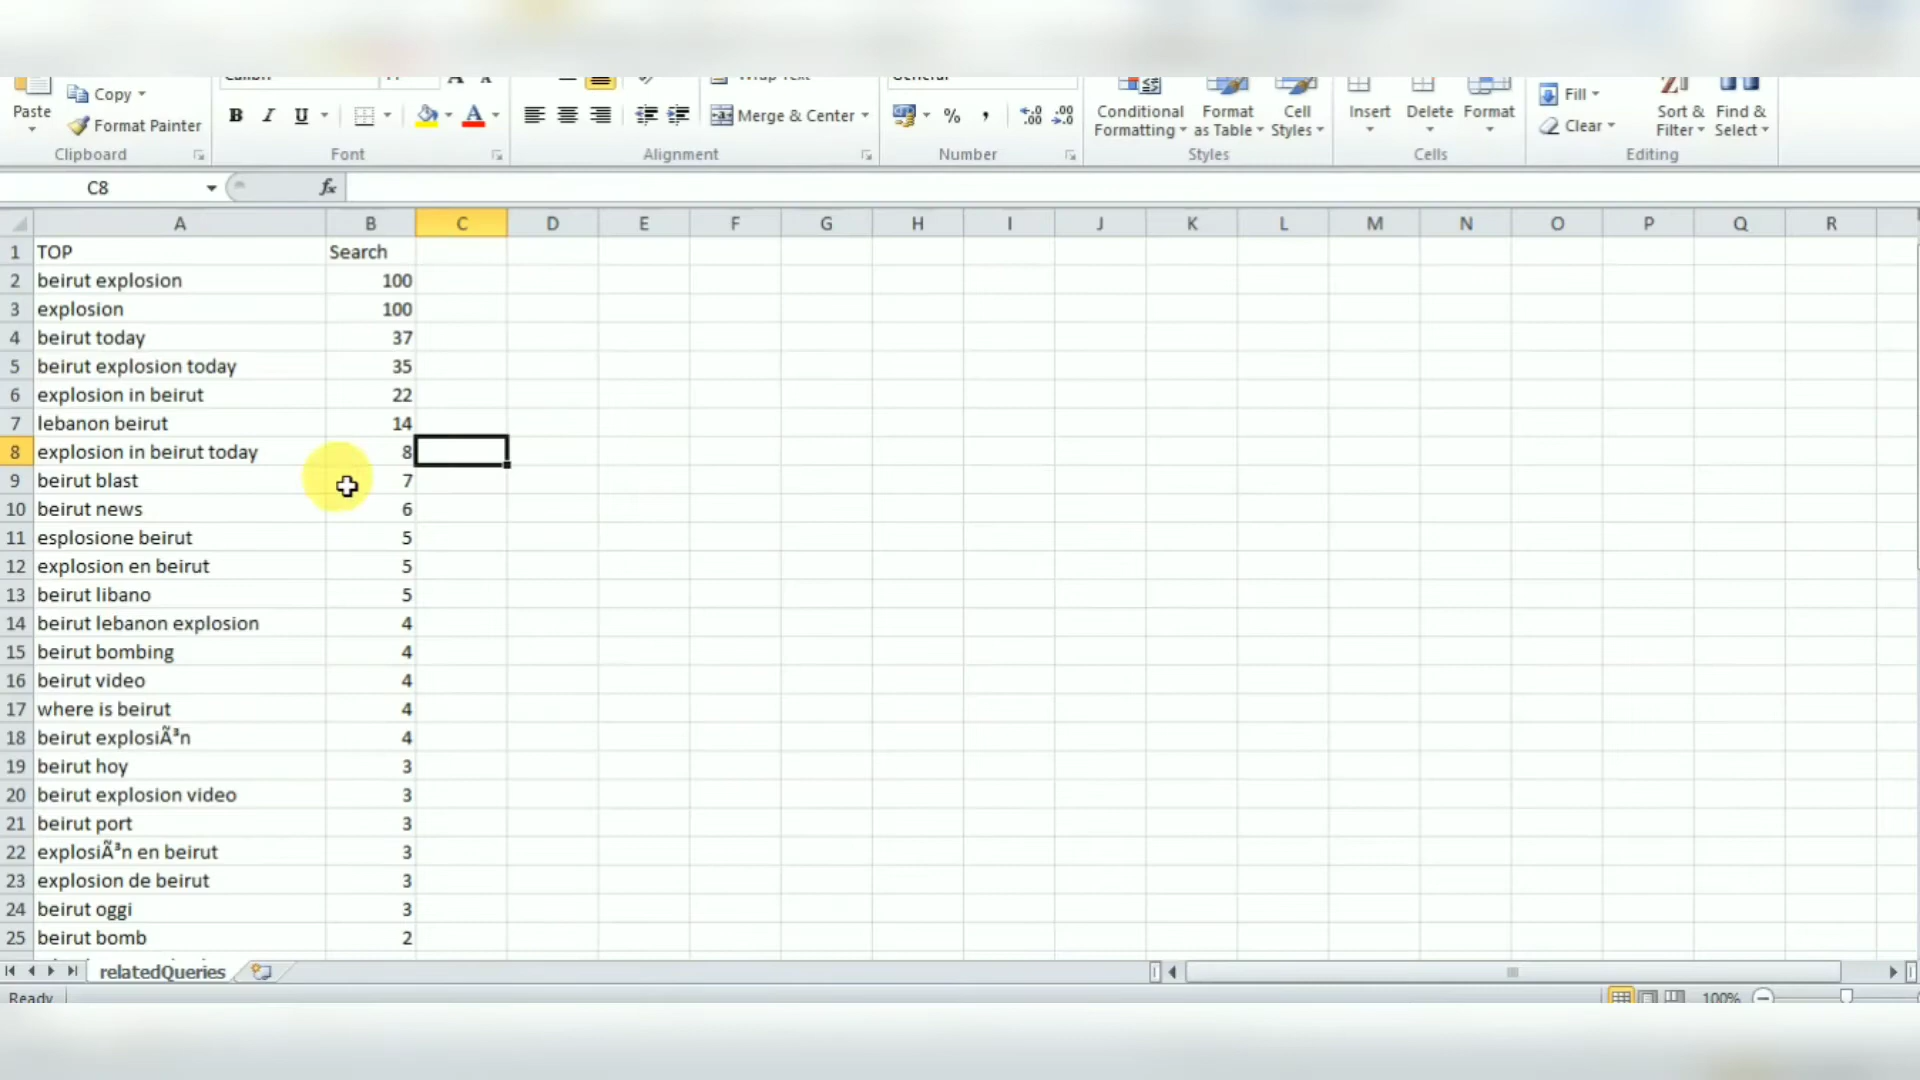 Paste
Copy
Format Painter
Clipboard
B I U
A
Font
Alignment
Merge & Center
%
,
Number
Conditional Formatting
Format as Table
Cell Styles
Styles
Insert
Delete
Format
Cells
Fill
Clear
Sort & Filter
Find & Select
Editing
C8
fx
A B C D E F G H I J K L M N O P Q R
1 TOP Search
2 beirut explosion 100
3 explosion 100
4 beirut today 37
5 beirut explosion today 35
6 explosion in beirut 22
7 lebanon beirut 14
8 explosion in beirut today 8
9 beirut blast 7
10 beirut news 6
11 esplosione beirut 5
12 explosion en beirut 5
13 beirut libano 5
14 beirut lebanon explosion 4
15 beirut bombing 4
16 beirut video 4
17 where is beirut 4
18 beirut explosiÃ³n 4
19 beirut hoy 3
20 beirut explosion video 3
21 beirut port 3
22 explosiÃ³n en beirut 3
23 explosion de beirut 3
24 beirut oggi 3
25 beirut bomb 2
relatedQueries
Ready
100%